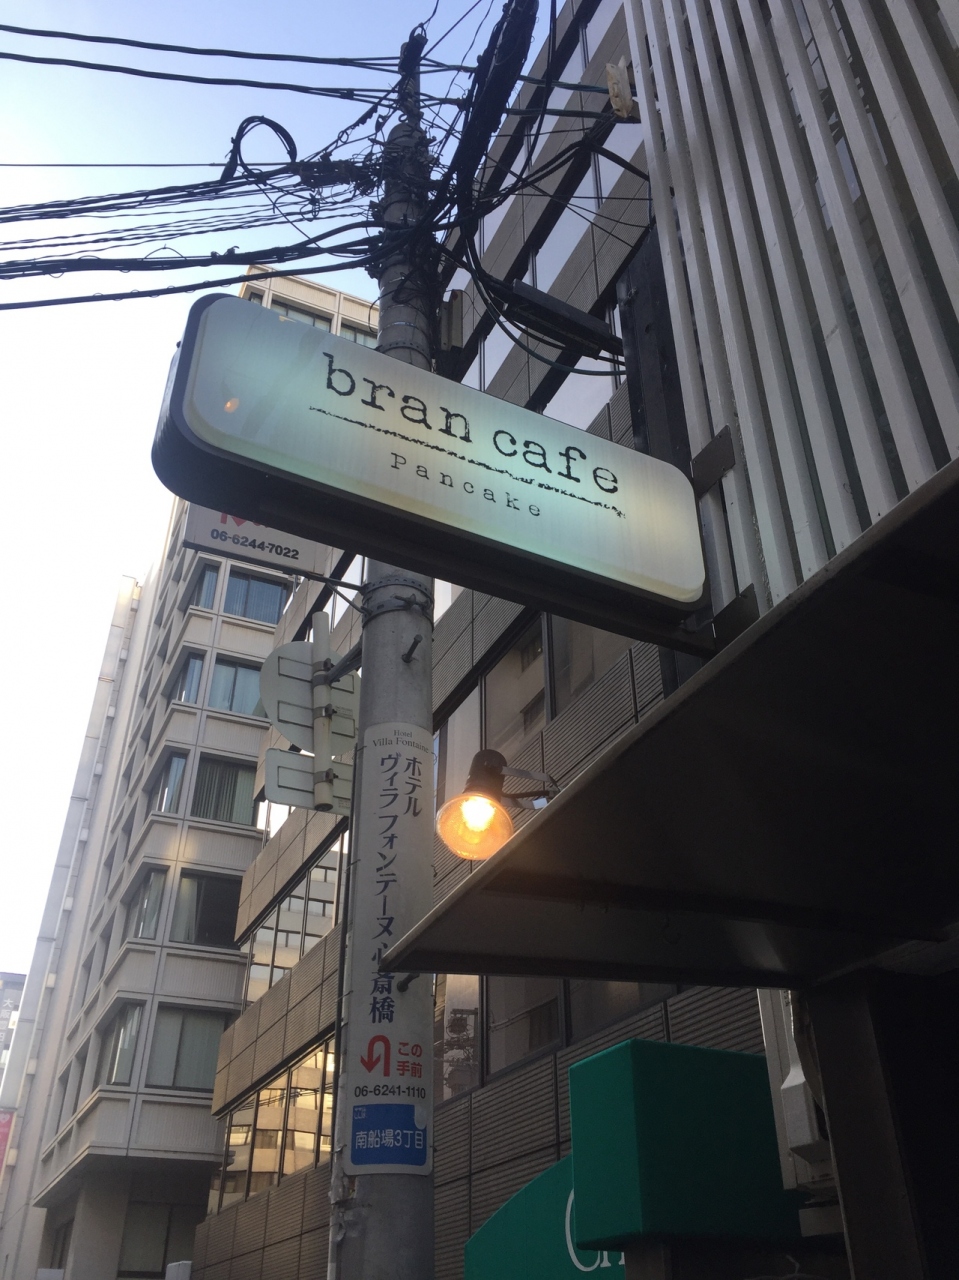 bran cafe
Pancake
06-6244-7022
Hotel
Villa Fontaine
ホテル
ヴィラフォンテーヌ心斎橋
この
手前
06-6241-1110
南船場3丁目